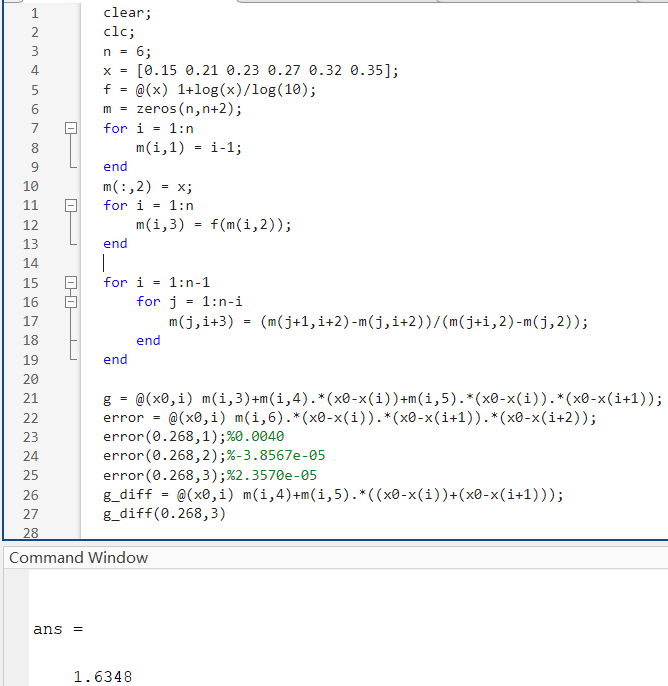 1 clear;
2 clc;
3 n = 6;
4 x = [0.15 0.21 0.23 0.27 0.32 0.35];
5 f = @(x) 1+log(x)/log(10);
6 m = zeros(n,n+2);
7 for i = 1:n
8 m(i,1) = i-1;
9 end
10 m(:,2) = x;
11 for i = 1:n
12 m(i,3) = f(m(i,2));
13 end
14
15 for i = 1:n-1
16 for j = 1:n-i
17 m(j,i+3) = (m(j+1,i+2)-m(j,i+2))/(m(j+i,2)-m(j,2));
18 end
19 end
20
21 g = @(x0,i) m(i,3)+m(i,4).*(x0-x(i))+m(i,5).*(x0-x(i)).*(x0-x(i+1));
22 error = @(x0,i) m(i,6).*(x0-x(i)).*(x0-x(i+1)).*(x0-x(i+2));
23 error(0.268,1);%0.0040
24 error(0.268,2);%-3.8567e-05
25 error(0.268,3);%2.3570e-05
26 g_diff = @(x0,i) m(i,4)+m(i,5).*((x0-x(i))+(x0-x(i+1)));
27 g_diff(0.268,3)
28
Command Window
ans =
1.6348